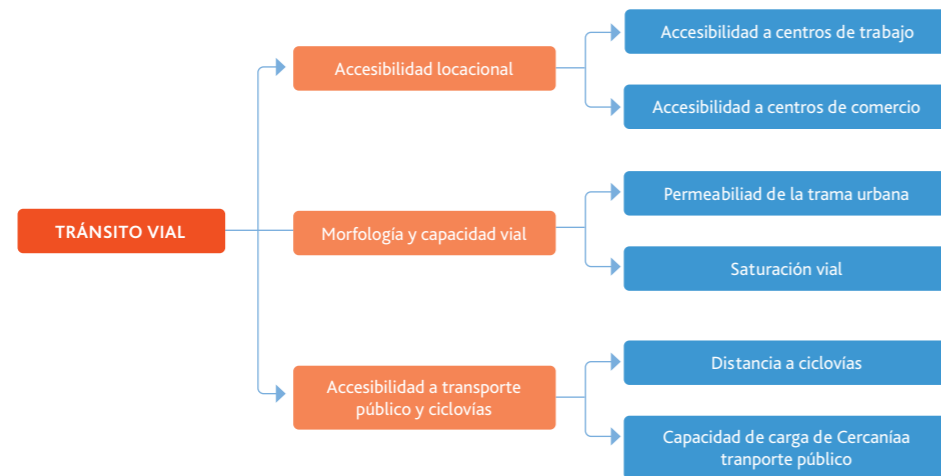 Accesibilidad a centros de trabajo
Accesibilidad locacional
Accesibilidad a centros de comercio
Permeabiliad de la trama urbana
TRÁNSITO VIAL
Morfología y capacidad vial
Saturación vial
Distancia a ciclovías
Accesibilidad a transporte
público y ciclovías
Capacidad de carga de Cercaníaa
tranporte público